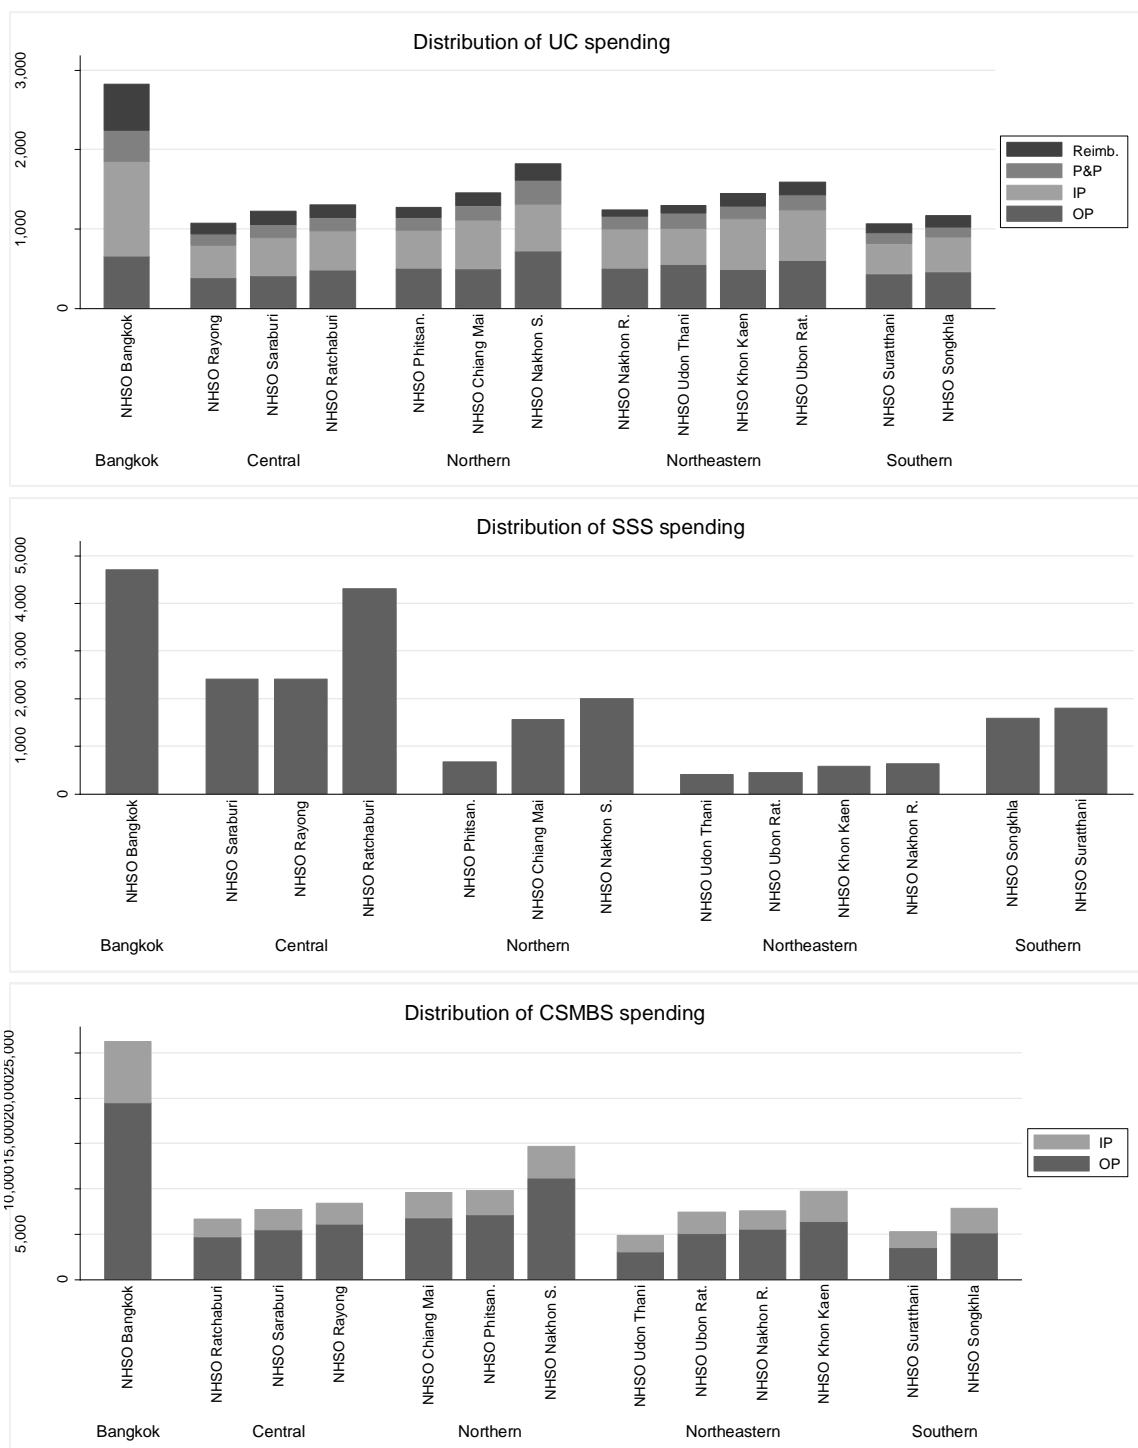 Distribution of UC spending
3,000
2,000
1,000
0
Reimb.
P&P
IP
OP
NHSO Bangkok
NHSO Rayong
NHSO Saraburi
NHSO Ratchaburi
NHSO Phitsan.
NHSO Chiang Mai
NHSO Nakhon S.
NHSO Nakhon R.
NHSO Udon Thani
NHSO Khon Kaen
NHSO Ubon Rat.
NHSO Suratthani
NHSO Songkhla
Bangkok Central Northern Northeastern Southern
Distribution of SSS spending
5,000
4,000
3,000
2,000
1,000
0
NHSO Bangkok
NHSO Saraburi
NHSO Rayong
NHSO Ratchaburi
NHSO Phitsan.
NHSO Chiang Mai
NHSO Nakhon S.
NHSO Udon Thani
NHSO Ubon Rat.
NHSO Khon Kaen
NHSO Nakhon R.
NHSO Songkhla
NHSO Suratthani
Bangkok Central Northern Northeastern Southern
Distribution of CSMBS spending
25,000
20,000
15,000
10,000
5,000
0
IP
OP
NHSO Bangkok
NHSO Ratchaburi
NHSO Saraburi
NHSO Rayong
NHSO Chiang Mai
NHSO Phitsan.
NHSO Nakhon S.
NHSO Udon Thani
NHSO Ubon Rat.
NHSO Nakhon R.
NHSO Khon Kaen
NHSO Suratthani
NHSO Songkhla
Bangkok Central Northern Northeastern Southern